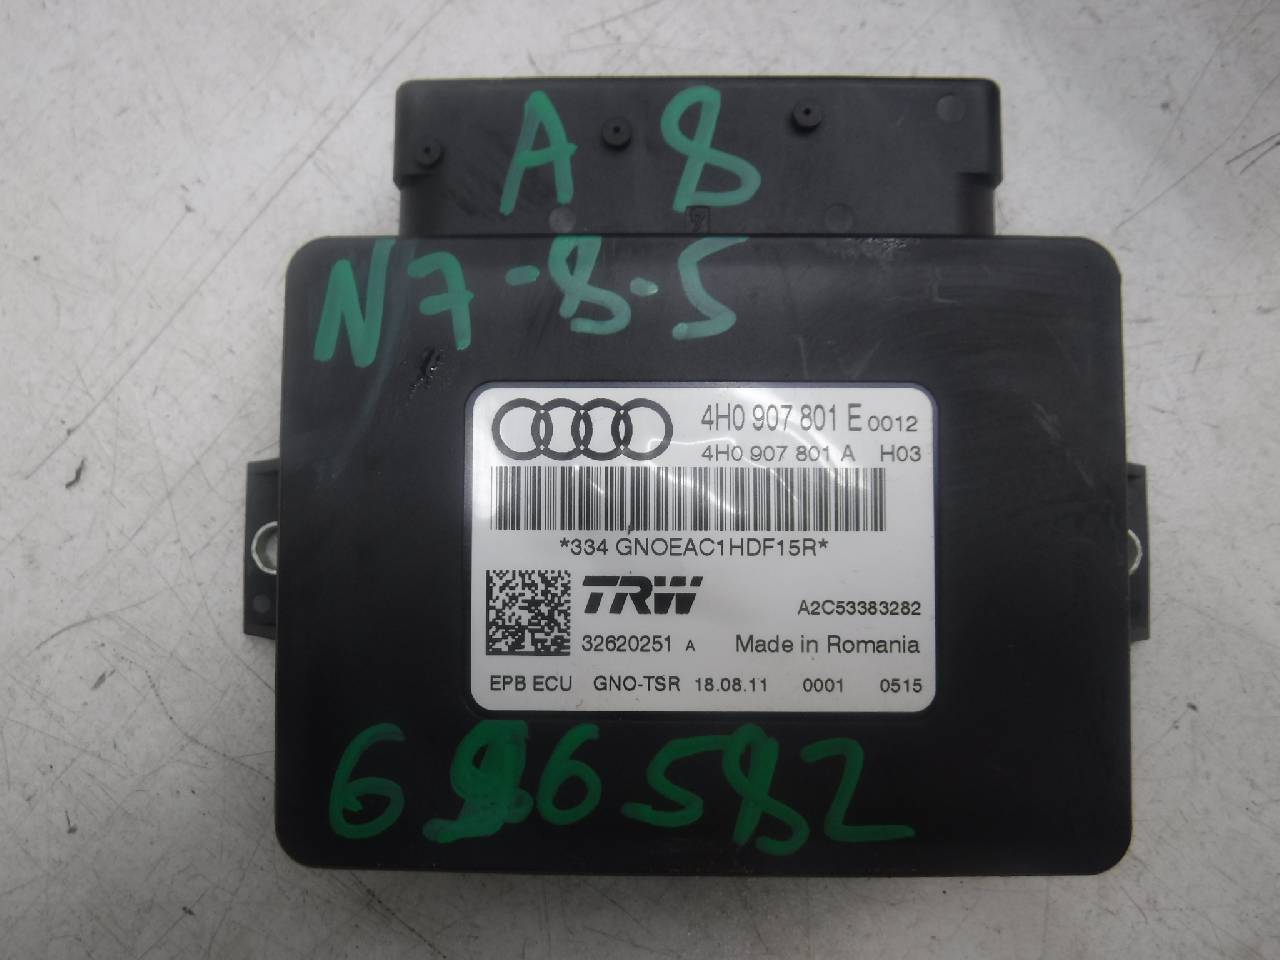 A 8
N7-8-5
4H0 907 801 E 0012
4H0 907 801 A H03
*334 GNOEAC1HDF15R*
TRW A2C53383282
32620251 A Made in Romania
EPB ECU GNO-TSR 18.08.11 0001 0515
686582